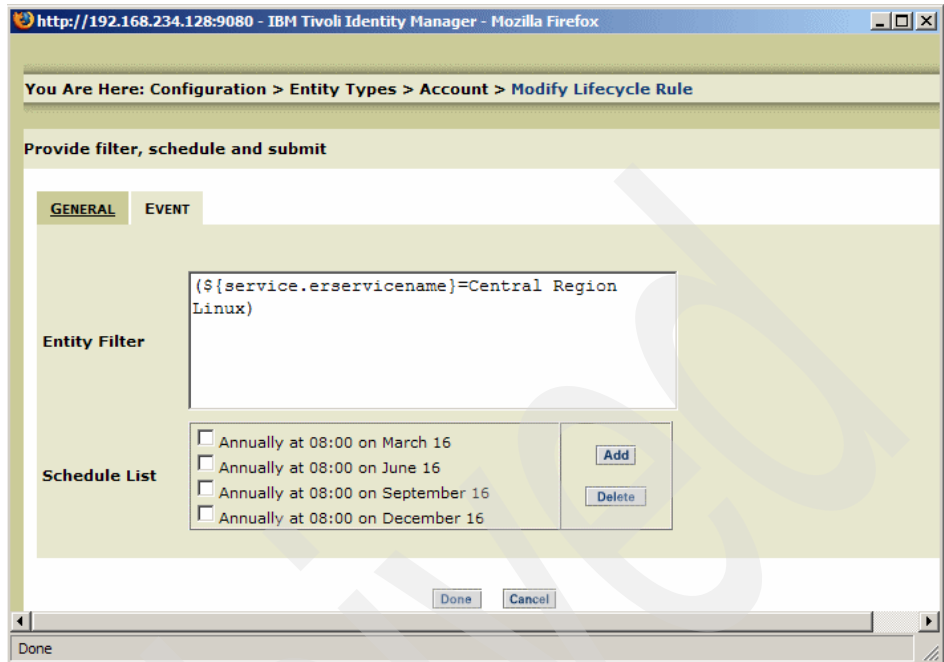 http://192.168.234.128:9080 - IBM Tivoli Identity Manager - Mozilla Firefox
You Are Here: Configuration > Entity Types > Account > Modify Lifecycle Rule
Provide filter, schedule and submit
GENERAL EVENT
Entity Filter
(${service.erservicename}=Central Region
Linux)
Schedule List
Annually at 08:00 on March 16
Annually at 08:00 on June 16
Annually at 08:00 on September 16
Annually at 08:00 on December 16
Add
Delete
Done Cancel
Done